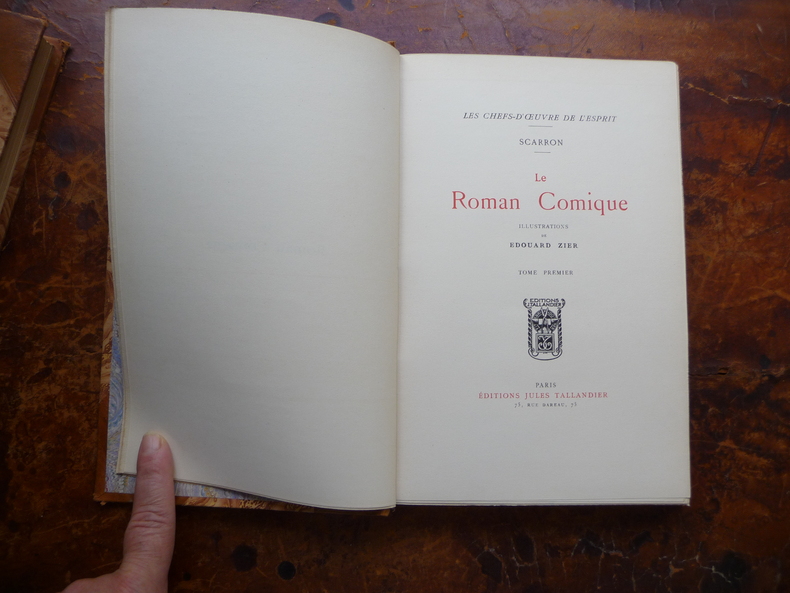 LES CHEFS-D'ŒUVRE DE L'ESPRIT
SCARRON
Le
Roman Comique
ILLUSTRATIONS
DE
EDOUARD ZIER
TOME PREMIER
EDITIONS
J.TALLANDIER
PARIS
ÉDITIONS JULES TALLANDIER
75, RUE DAREAU, 75